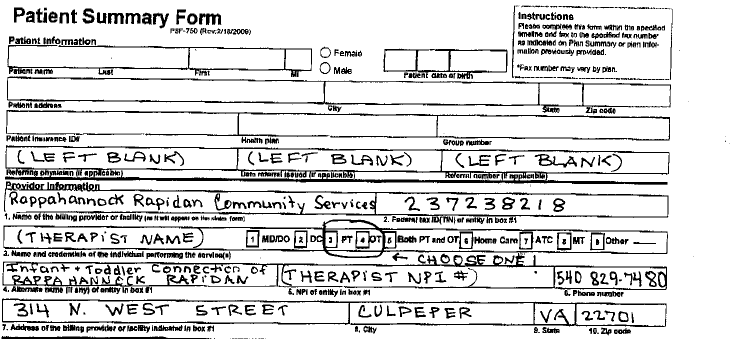 Patient Summary Form
PSF-750 (Rev:2/18/2009)
Instructions
Please complete this form within the specified
timeline and fax to the specified fax number
as indicated on Plan Summary or plan infor-
mation previously provided.
*Fax number may vary by plan.
Patient Information
Female
Male
Patient name Last First MI Patient date of birth
Patient address City State Zip code
Patient insurance ID# Health plan Group number
(LEFT BLANK) (LEFT BLANK) (LEFT BLANK)
Referring physician (if applicable) Date referral issued (if applicable) Referral number (if applicable)
Provider Information
Rappahannock Rapidan Community Services 237238218
1. Name of the billing provider or facility (as it will appear on the claim form) 2. Federal tax ID(TIN) of entity in box #1
(THERAPIST NAME) 1 MD/DO 2 DC 3 PT 4 OT 5 Both PT and OT 6 Home Care 7 ATC 8 MT 9 Other
3. Name and credentials of the individual performing the service(s)
← CHOOSE ONE!
Infant + Toddler Connection of
RAPPAHANNOCK RAPIDAN (THERAPIST NPI #) 540 829-7480
4. Alternate name (if any) of entity in box #1 5. NPI of entity in box #1 6. Phone number
314 N. WEST STREET CULPEPER VA 22701
7. Address of the billing provider or facility indicated in box #1 8. City 9. State 10. Zip code